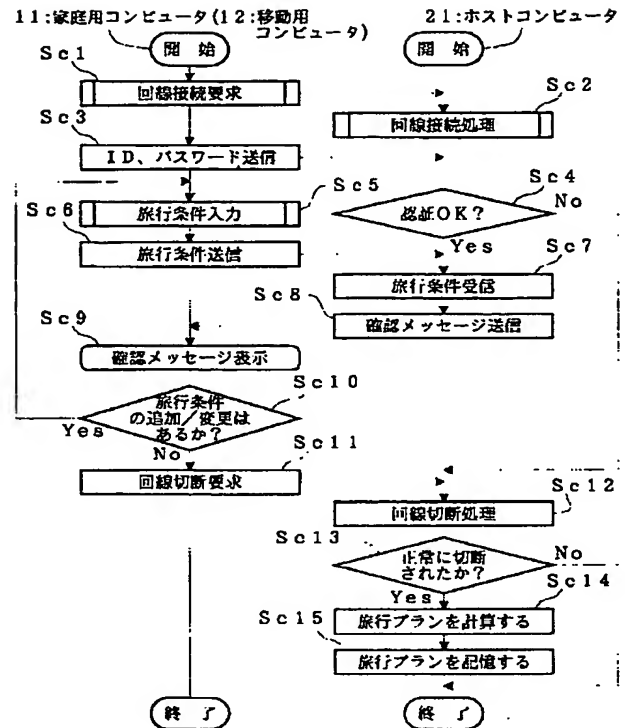 11:家庭用コンピュータ(12:移動用
コンピュータ)
21:ホストコンピュータ
開 始
開 始
Sc1
回線接続要求
Sc2
回線接続処理
Sc3
ID、パスワード送信
Sc4
認証OK?
No
Yes
Sc5
旅行条件入力
Sc6
旅行条件送信
Sc7
旅行条件受信
Sc8
確認メッセージ送信
Sc9
確認メッセージ表示
Sc10
旅行条件
の追加/変更は
あるか?
Yes
No
Sc11
回線切断要求
Sc12
回線切断処理
Sc13
正常に切断
されたか?
No
Yes
Sc14
旅行プランを計算する
Sc15
旅行プランを記憶する
終 了
終 了